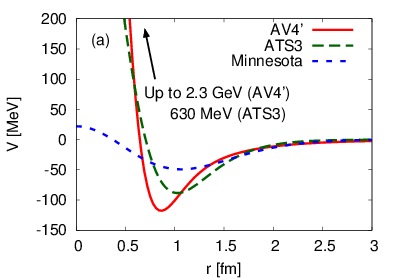 (a)
AV4'
ATS3
Minnesota
Up to 2.3 GeV (AV4')
630 MeV (ATS3)
V [MeV]
200
150
100
50
0
-50
-100
-150
0 0.5 1 1.5 2 2.5 3
r [fm]